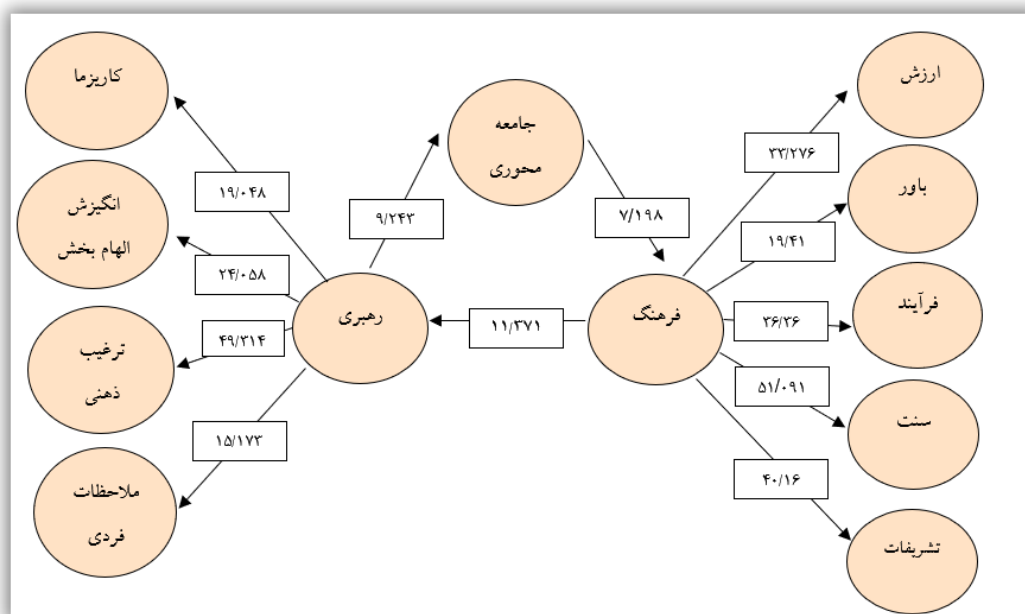 کاریزما
ارزش
جامعه
محوری
۳۳/۲۷۶
باور
۱۹/۰۴۸
انگیزش
الهام بخش
۹/۲۴۳
۷/۱۹۸
۱۹/۴۱
۲۴/۰۵۸
رهبری
فرهنگ
فرآیند
۱۱/۳۷۱
۳۶/۳۶
۴۹/۳۱۴
ترغیب
ذهنی
۵۱/۰۹۱
سنت
۱۵/۱۷۳
۴۰/۱۶
ملاحظات
فردی
تشریفات